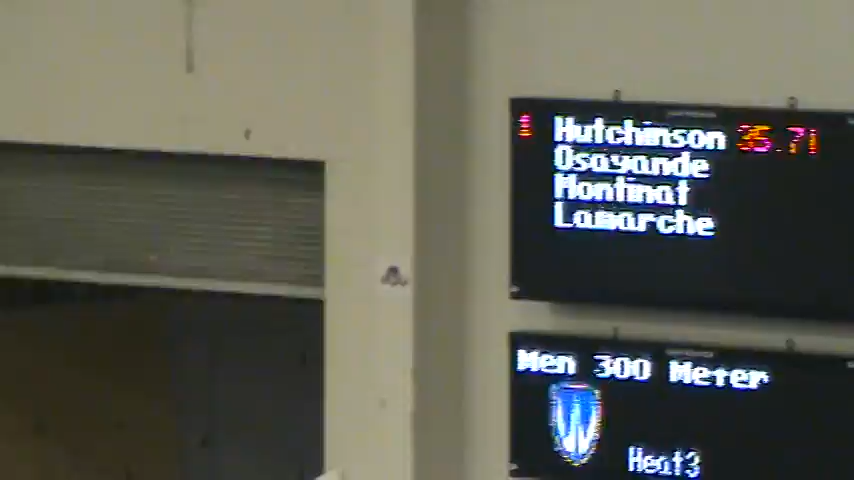 1 Hutchinson 35.71
Osayande
Montinat
Lamarche
Men 300 Meter
Heat3